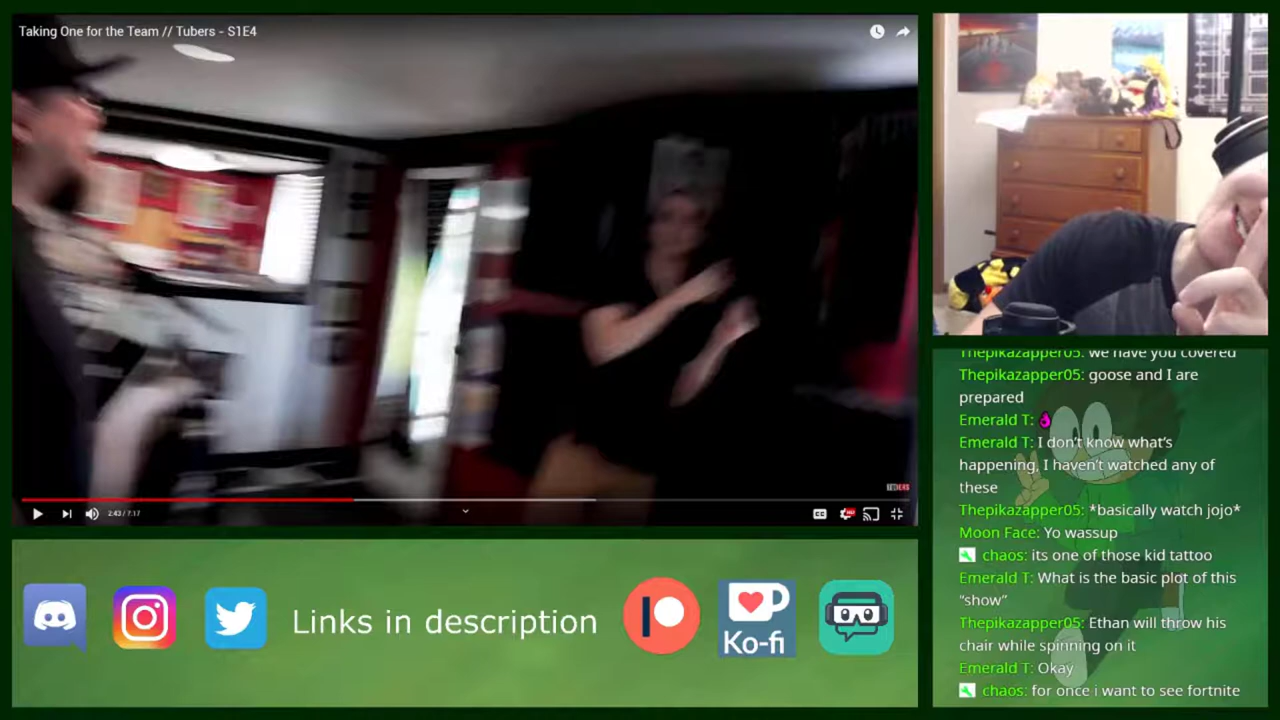 Taking One for the Team // Tubers - S1E4
TUBERS
2:43 / 7:17
CC
Links in description
Ko-fi
Thepikazapper05: we have you covered
Thepikazapper05: goose and I are
prepared
Emerald T:
Emerald T: I don't know what's
happening, I haven't watched any of
these
Thepikazapper05: *basically watch jojo*
Moon Face: Yo wassup
chaos: its one of those kid tattoo
Emerald T: What is the basic plot of this
“show”
Thepikazapper05: Ethan will throw his
chair while spinning on it
Emerald T: Okay
chaos: for once i want to see fortnite